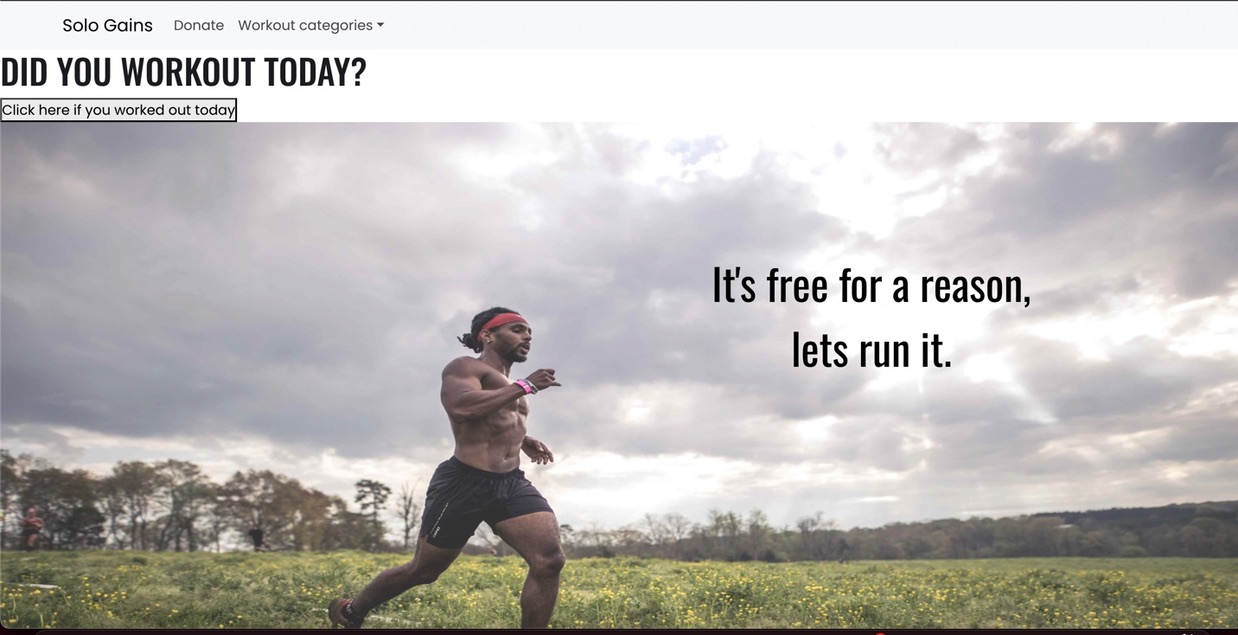 Solo Gains Donate Workout categories
DID YOU WORKOUT TODAY?
Click here if you worked out today
It's free for a reason,
lets run it.